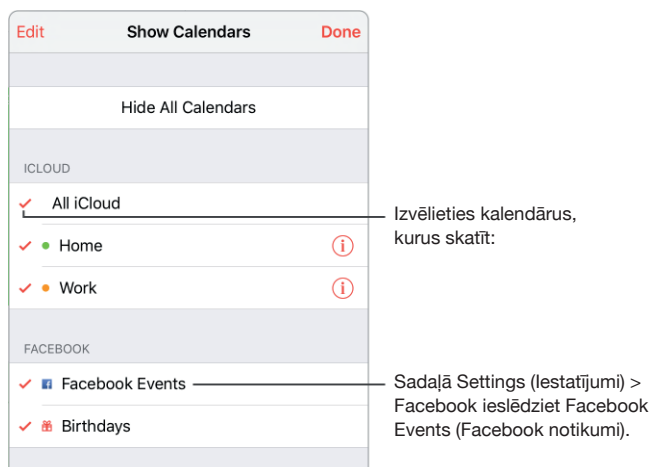 Edit Show Calendars Done
Hide All Calendars
ICLOUD
All iCloud
Izvēlieties kalendārus,
kurus skatīt:
Home
Work
FACEBOOK
Facebook Events
Sadaļā Settings (Iestatījumi) >
Facebook ieslēdziet Facebook
Events (Facebook notikumi).
Birthdays